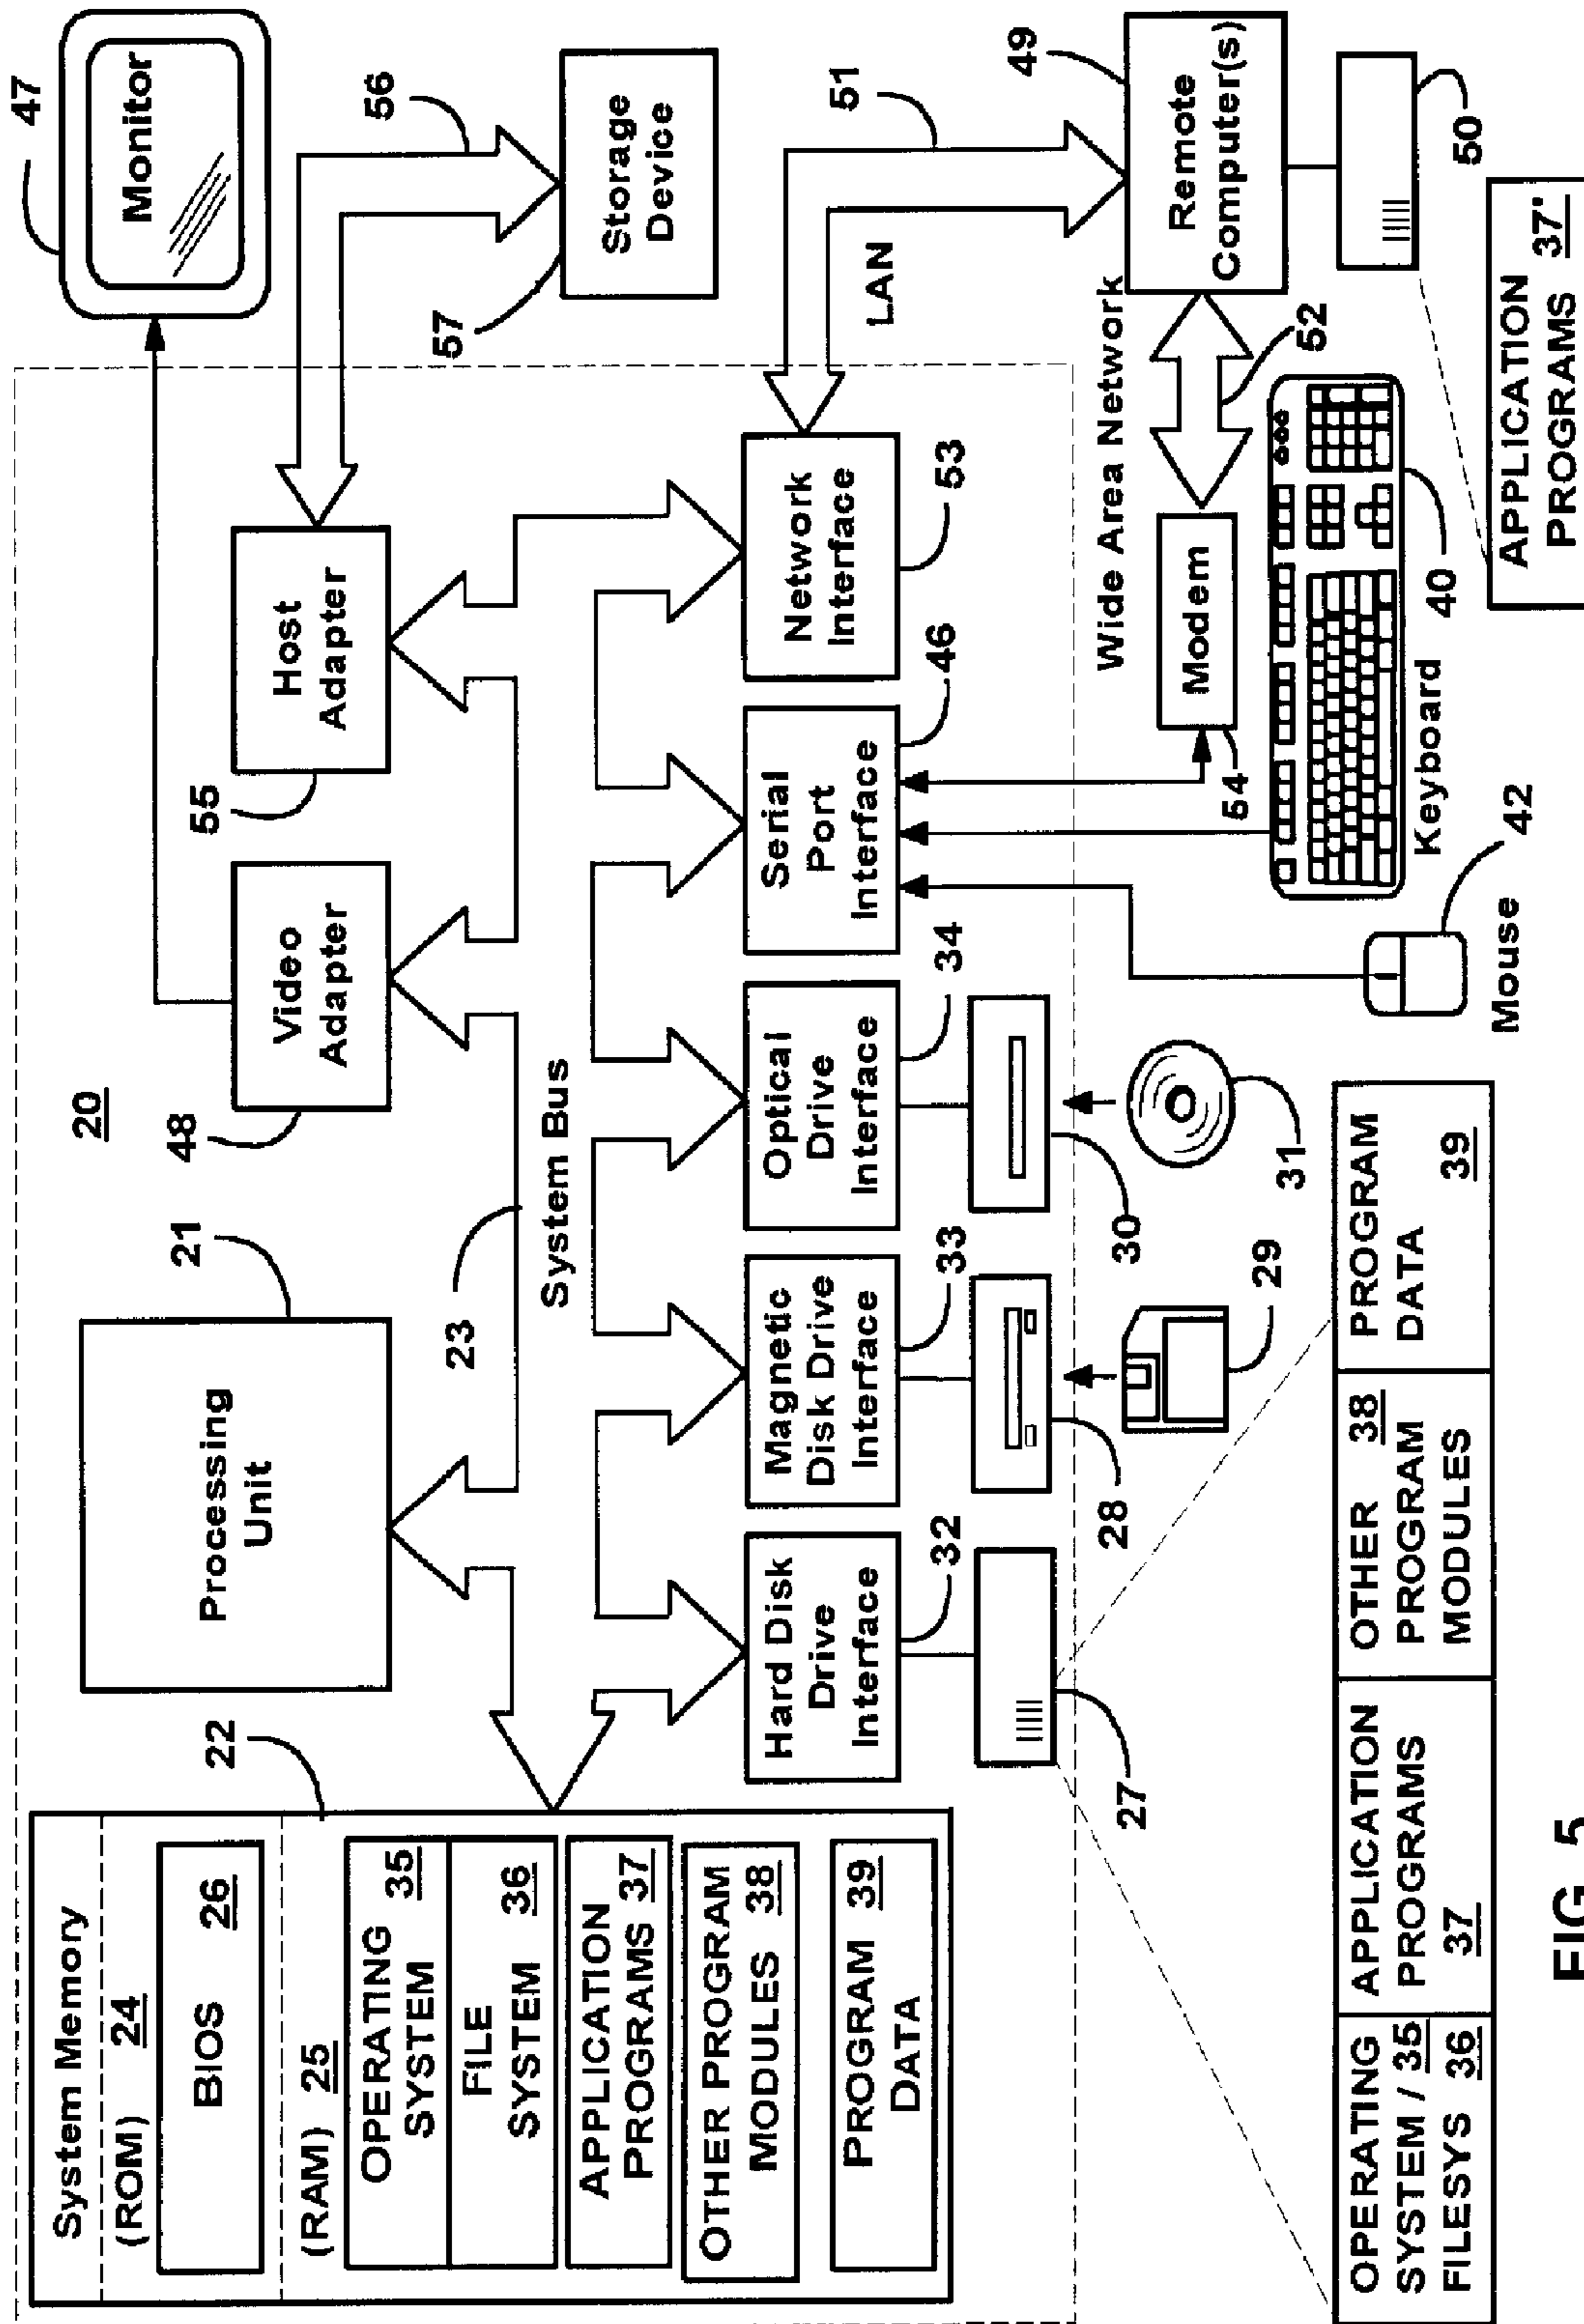 System Memory
(ROM) 24
BIOS 26
(RAM) 25
OPERATING
SYSTEM 35
FILE
SYSTEM 36
APPLICATION
PROGRAMS 37
OTHER PROGRAM
MODULES 38
PROGRAM 39
DATA
22
Processing
Unit
21
20
48
Video
Adapter
55
Host
Adapter
47
Monitor
56
57
Storage
Device
23
System Bus
Hard Disk
Drive
Interface
32
Magnetic
Disk Drive
Interface
33
Optical
Drive
Interface
34
Serial
Port
Interface
46
Network
Interface
53
LAN
51
27
28
29
30
31
Wide Area Network
54
Modem
52
49
Remote
Computer(s)
50
Mouse
42
Keyboard
40
APPLICATION
PROGRAMS 37'
OPERATING
SYSTEM / 35
FILESYS 36
APPLICATION
PROGRAMS
37
OTHER 38
PROGRAM
MODULES
PROGRAM
DATA
39
FIG 5